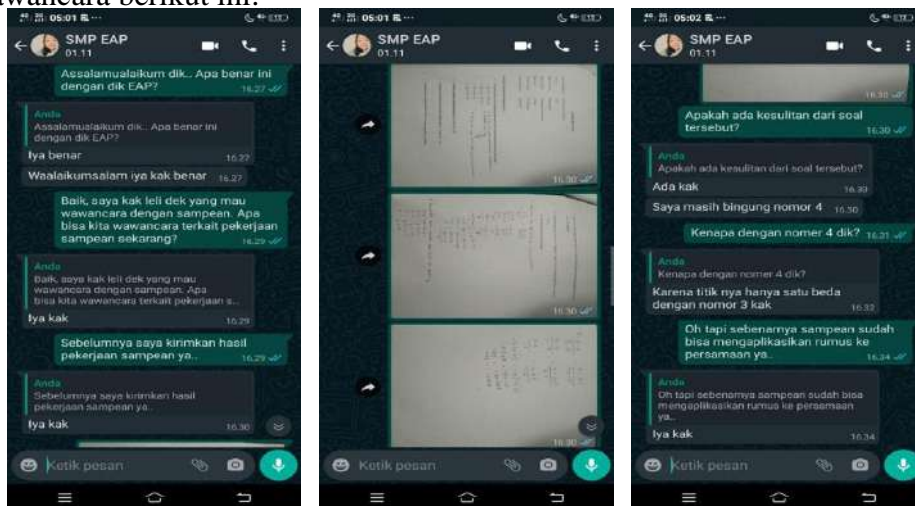 wawancara berikut ini.
05:01
SMP EAP
01.11
Assalamualaikum dik.. Apa benar ini
dengan dik EAP?
16.27
Anda
Assalamualaikum dik.. Apa benar ini
dengan dik EAP?
Iya benar
16.27
Waalaikumsalam iya kak benar
16.27
Baik, saya kak leli dek yang mau
wawancara dengan sampean. Apa
bisa kita wawancara terkait pekerjaan
sampean sekarang?
16.29
Anda
Baik, saya kak leli dek yang mau
wawancara dengan sampean. Apa
bisa kita wawancara terkait pekerjaan s...
Iya kak
16.29
Sebelumnya saya kirimkan hasil
pekerjaan sampean ya..
16.29
Anda
Sebelumnya saya kirimkan hasil
pekerjaan sampean ya..
Iya kak
16.30
Ketik pesan
05:01
SMP EAP
01.11
16.30
16.30
16.30
Ketik pesan
05:02
SMP EAP
01.11
16.30
Apakah ada kesulitan dari soal
tersebut?
16.30
Anda
Apakah ada kesulitan dari soal tersebut?
Ada kak
16.30
Saya masih bingung nomor 4
16.30
Kenapa dengan nomer 4 dik?
16.31
Anda
Kenapa dengan nomer 4 dik?
Karena titik nya hanya satu beda
dengan nomor 3 kak
16.32
Oh tapi sebenarnya sampean sudah
bisa mengaplikasikan rumus ke
persamaan ya..
16.34
Anda
Oh tapi sebenarnya sampean sudah bisa
mengaplikasikan rumus ke persamaan
ya..
Iya kak
16.34
Ketik pesan